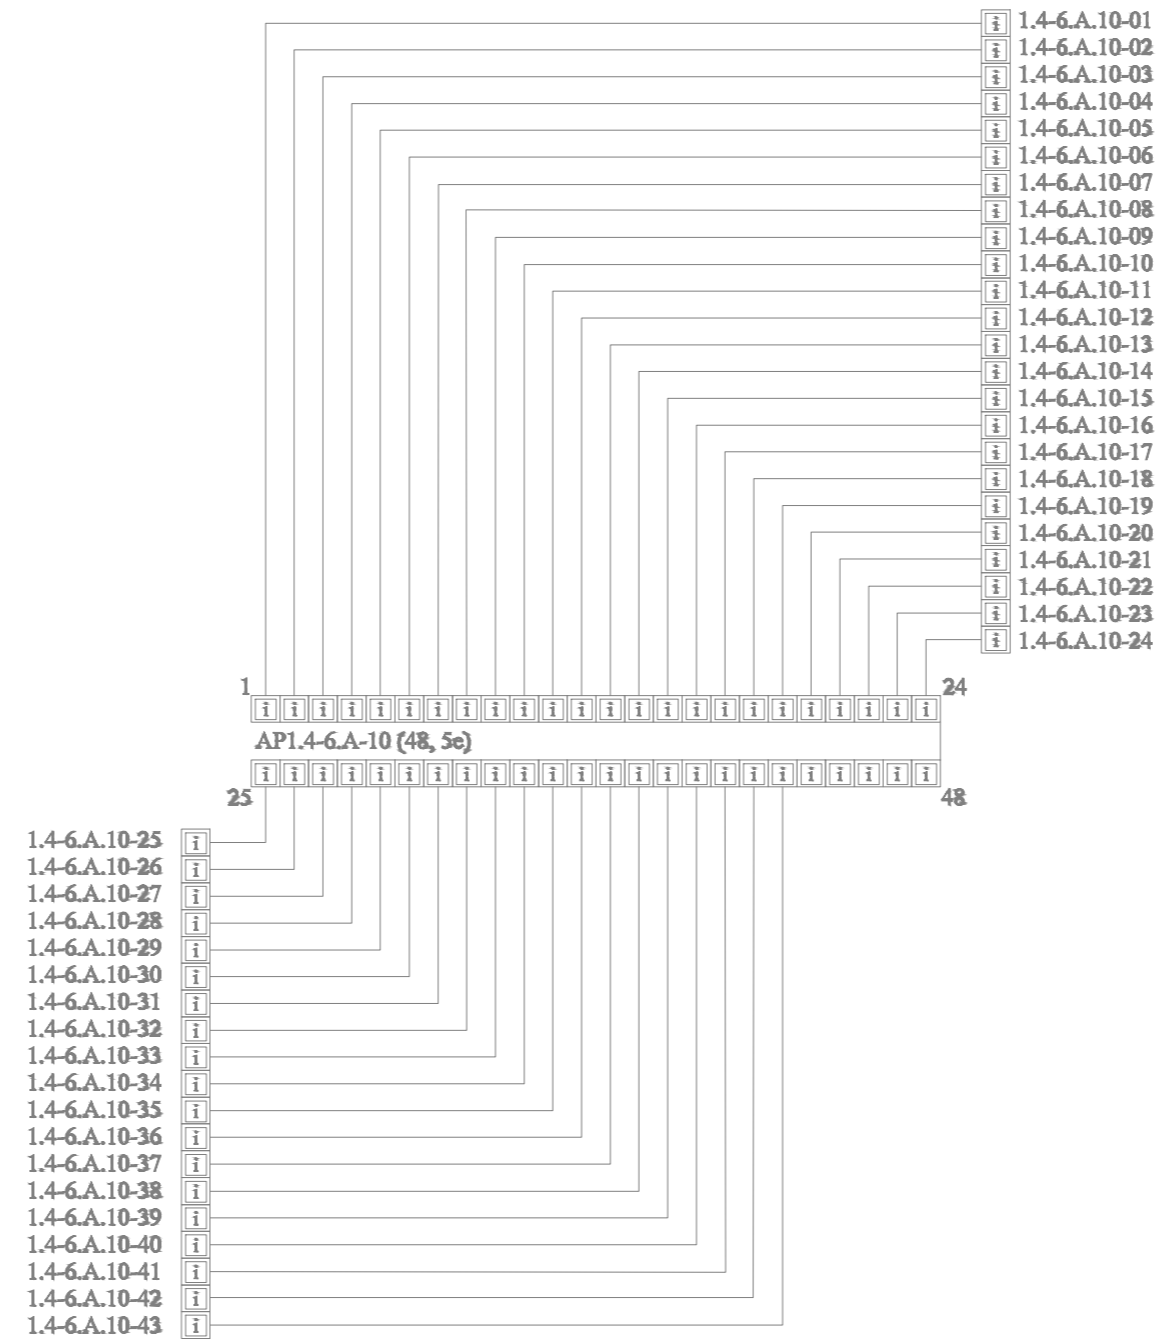 1.4-6.A.10-01
1.4-6.A.10-02
1.4-6.A.10-03
1.4-6.A.10-04
1.4-6.A.10-05
1.4-6.A.10-06
1.4-6.A.10-07
1.4-6.A.10-08
1.4-6.A.10-09
1.4-6.A.10-10
1.4-6.A.10-11
1.4-6.A.10-12
1.4-6.A.10-13
1.4-6.A.10-14
1.4-6.A.10-15
1.4-6.A.10-16
1.4-6.A.10-17
1.4-6.A.10-18
1.4-6.A.10-19
1.4-6.A.10-20
1.4-6.A.10-21
1.4-6.A.10-22
1.4-6.A.10-23
1.4-6.A.10-24
1 24
i i i i i i i i i i i i i i i i i i i i i i i i
AP1.4-6.A-10 (48, 5e)
i i i i i i i i i i i i i i i i i i i i i i i i
25 48
1.4-6.A.10-25 i
1.4-6.A.10-26 i
1.4-6.A.10-27 i
1.4-6.A.10-28 i
1.4-6.A.10-29 i
1.4-6.A.10-30 i
1.4-6.A.10-31 i
1.4-6.A.10-32 i
1.4-6.A.10-33 i
1.4-6.A.10-34 i
1.4-6.A.10-35 i
1.4-6.A.10-36 i
1.4-6.A.10-37 i
1.4-6.A.10-38 i
1.4-6.A.10-39 i
1.4-6.A.10-40 i
1.4-6.A.10-41 i
1.4-6.A.10-42 i
1.4-6.A.10-43 i